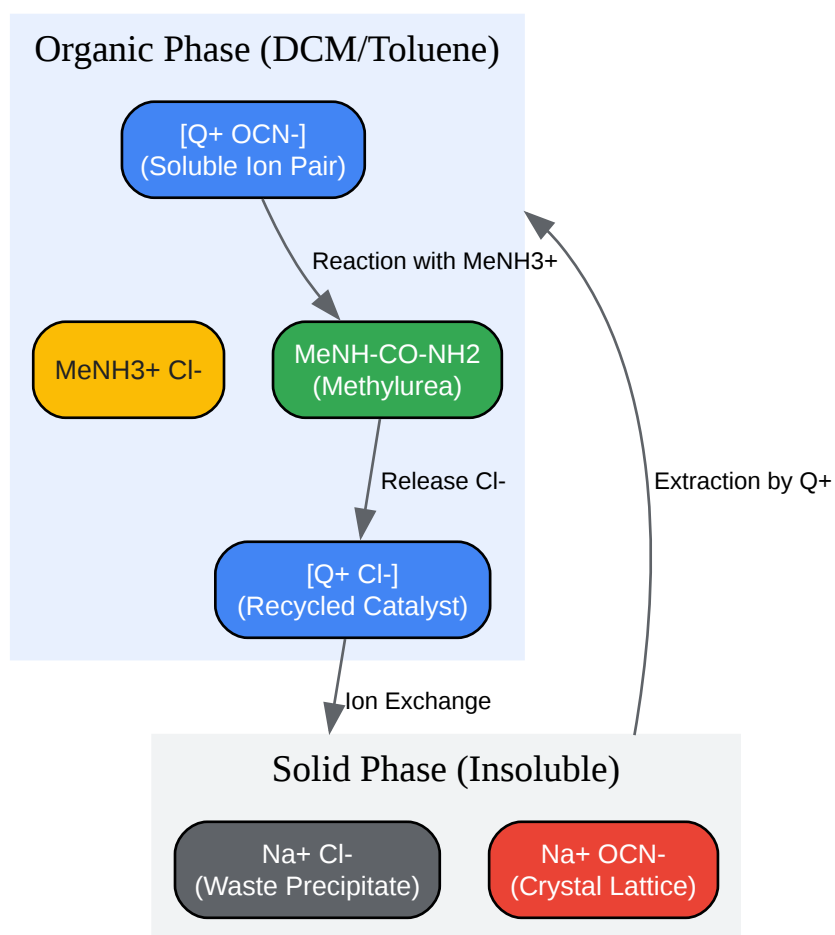 Organic Phase (DCM/Toluene)
[Q+ OCN-]
(Soluble Ion Pair)
Reaction with MeNH3+
MeNH3+ Cl-
MeNH-CO-NH2
(Methylurea)
Release Cl-
Extraction by Q+
[Q+ Cl-]
(Recycled Catalyst)
Ion Exchange
Solid Phase (Insoluble)
Na+ Cl-
(Waste Precipitate)
Na+ OCN-
(Crystal Lattice)